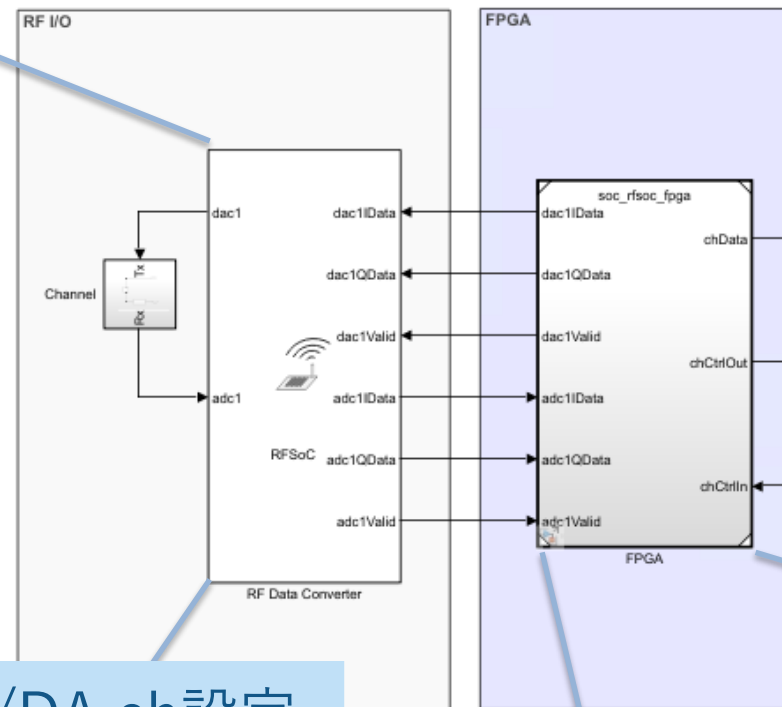 RF I/O
dac1
dac1IData
dac1QData
dac1Valid
Channel
Tx
Rx
adc1
adc1IData
RFSoC
adc1QData
adc1Valid
RF Data Converter
FPGA
soc_rfsoc_fpga
dac1IData
chData
dac1QData
dac1Valid
chCtrlOut
adc1IData
adc1QData
chCtrlIn
adc1Valid
FPGA
/DA ch設定